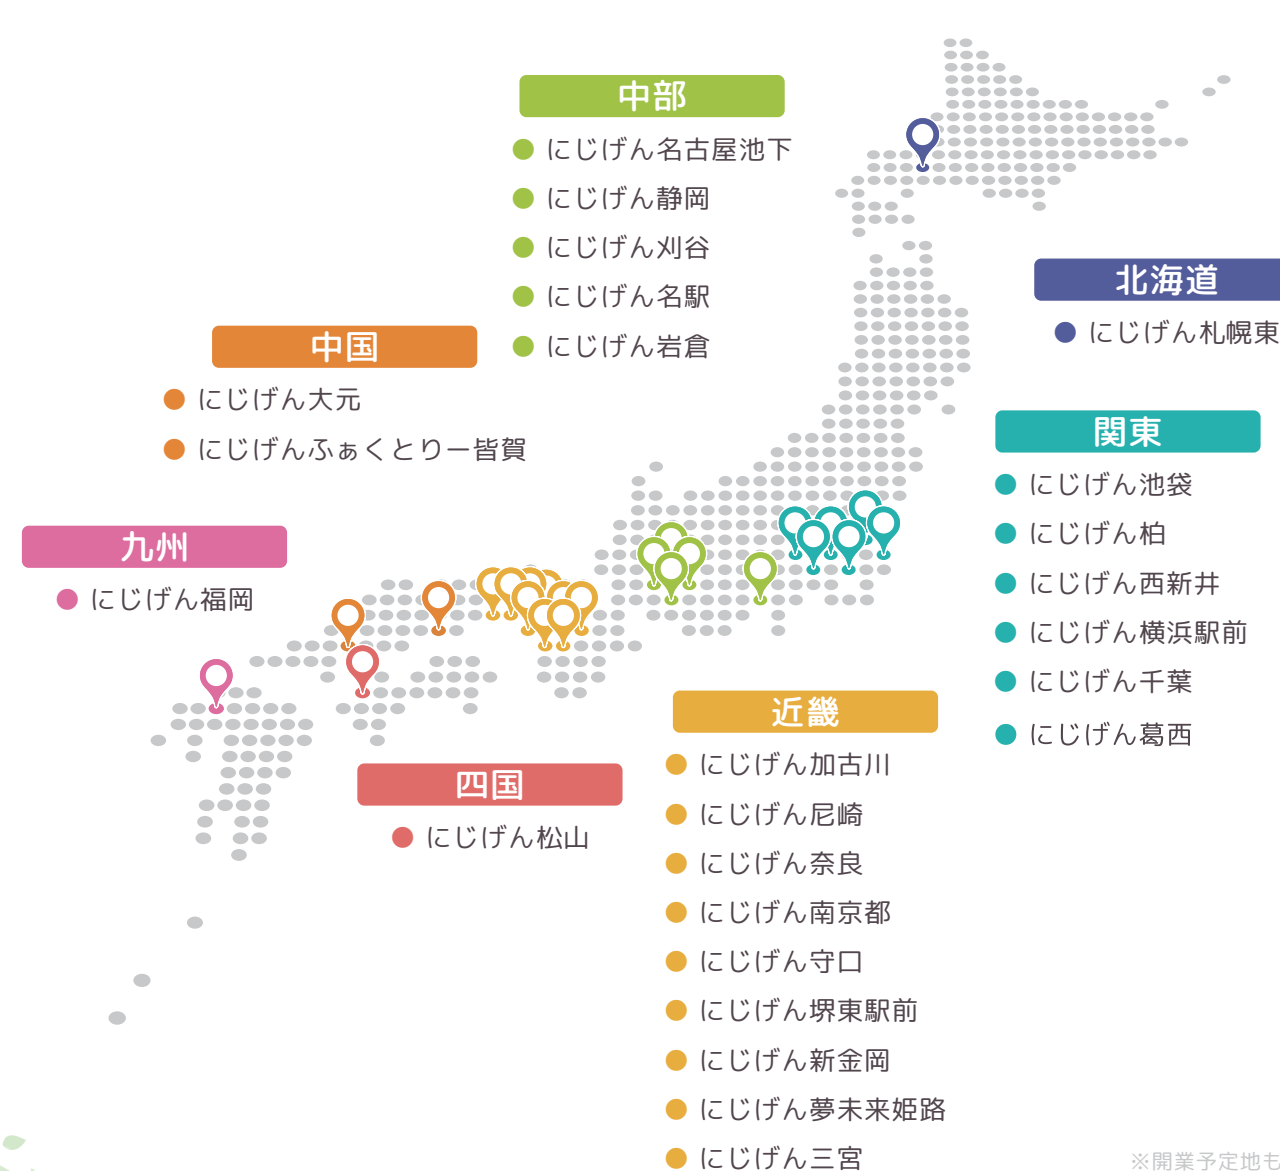 中部
にじげん名古屋池下
にじげん静岡
にじげん刈谷
にじげん名駅
にじげん岩倉
北海道
にじげん札幌東
中国
にじげん大元
にじげんふぁくとりー皆賀
関東
にじげん池袋
にじげん柏
にじげん西新井
にじげん横浜駅前
にじげん千葉
にじげん葛西
九州
にじげん福岡
近畿
にじげん加古川
にじげん尼崎
にじげん奈良
にじげん南京都
にじげん守口
にじげん堺東駅前
にじげん新金岡
にじげん夢未来姫路
にじげん三宮
四国
にじげん松山
※開業予定地も